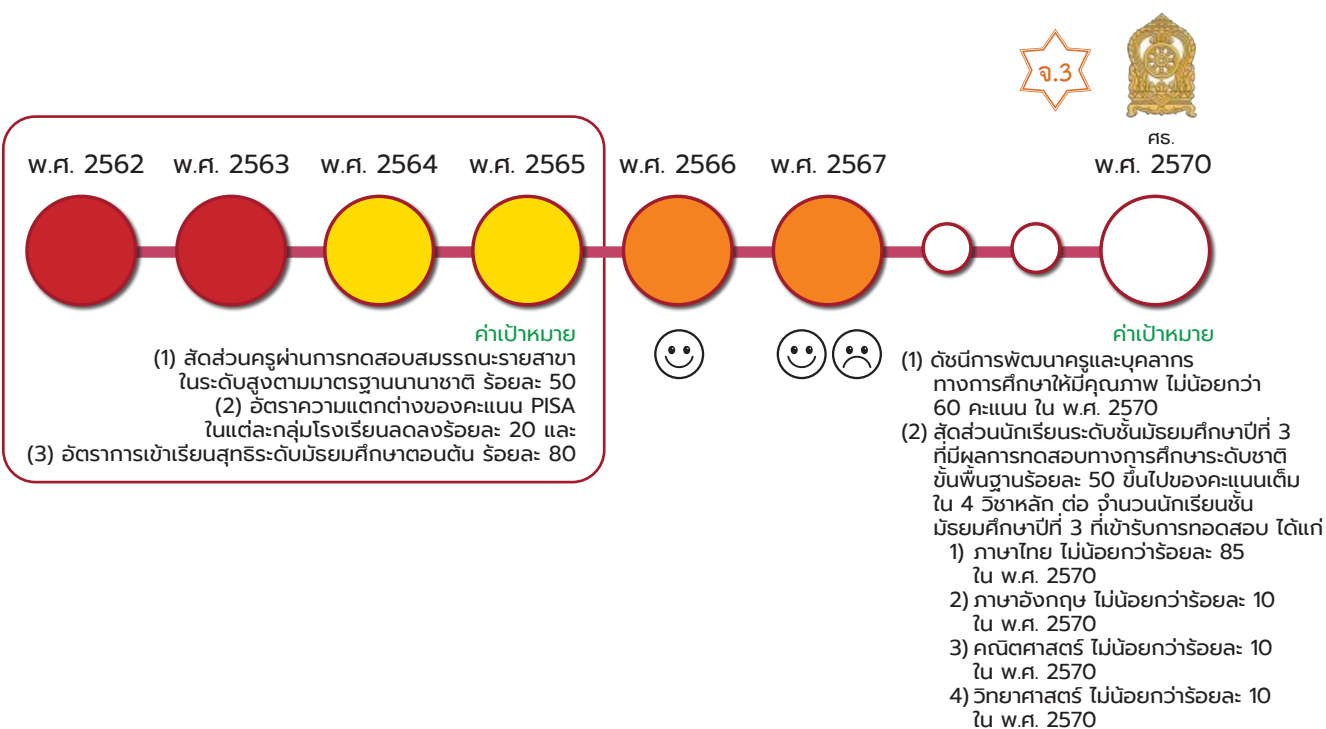 จ.3
ศธ.
พ.ศ. 2562
พ.ศ. 2563
พ.ศ. 2564
พ.ศ. 2565
พ.ศ. 2566
พ.ศ. 2567
พ.ศ. 2570
ค่าเป้าหมาย
(1) สัดส่วนครูผ่านการทดสอบสมรรถนะรายสาขา
ในระดับสูงตามมาตรฐานนานาชาติ ร้อยละ 50
(2) อัตราความแตกต่างของคะแนน PISA
ในแต่ละกลุ่มโรงเรียนลดลงร้อยละ 20 และ
(3) อัตราการเข้าเรียนสุทธิระดับมัธยมศึกษาตอนต้น ร้อยละ 80
ค่าเป้าหมาย
(1) ดัชนีการพัฒนาครูและบุคลากร
ทางการศึกษาให้มีคุณภาพ ไม่น้อยกว่า
60 คะแนน ใน พ.ศ. 2570
(2) สัดส่วนนักเรียนระดับชั้นมัธยมศึกษาปีที่ 3
ที่มีผลการทดสอบทางการศึกษาระดับชาติ
ขั้นพื้นฐานร้อยละ 50 ขึ้นไปของคะแนนเต็ม
ใน 4 วิชาหลัก ต่อ จำนวนนักเรียนชั้น
มัธยมศึกษาปีที่ 3 ที่เข้ารับการทอดสอบ ได้แก่
1) ภาษาไทย ไม่น้อยกว่าร้อยละ 85
ใน พ.ศ. 2570
2) ภาษาอังกฤษ ไม่น้อยกว่าร้อยละ 10
ใน พ.ศ. 2570
3) คณิตศาสตร์ ไม่น้อยกว่าร้อยละ 10
ใน พ.ศ. 2570
4) วิทยาศาสตร์ ไม่น้อยกว่าร้อยละ 10
ใน พ.ศ. 2570